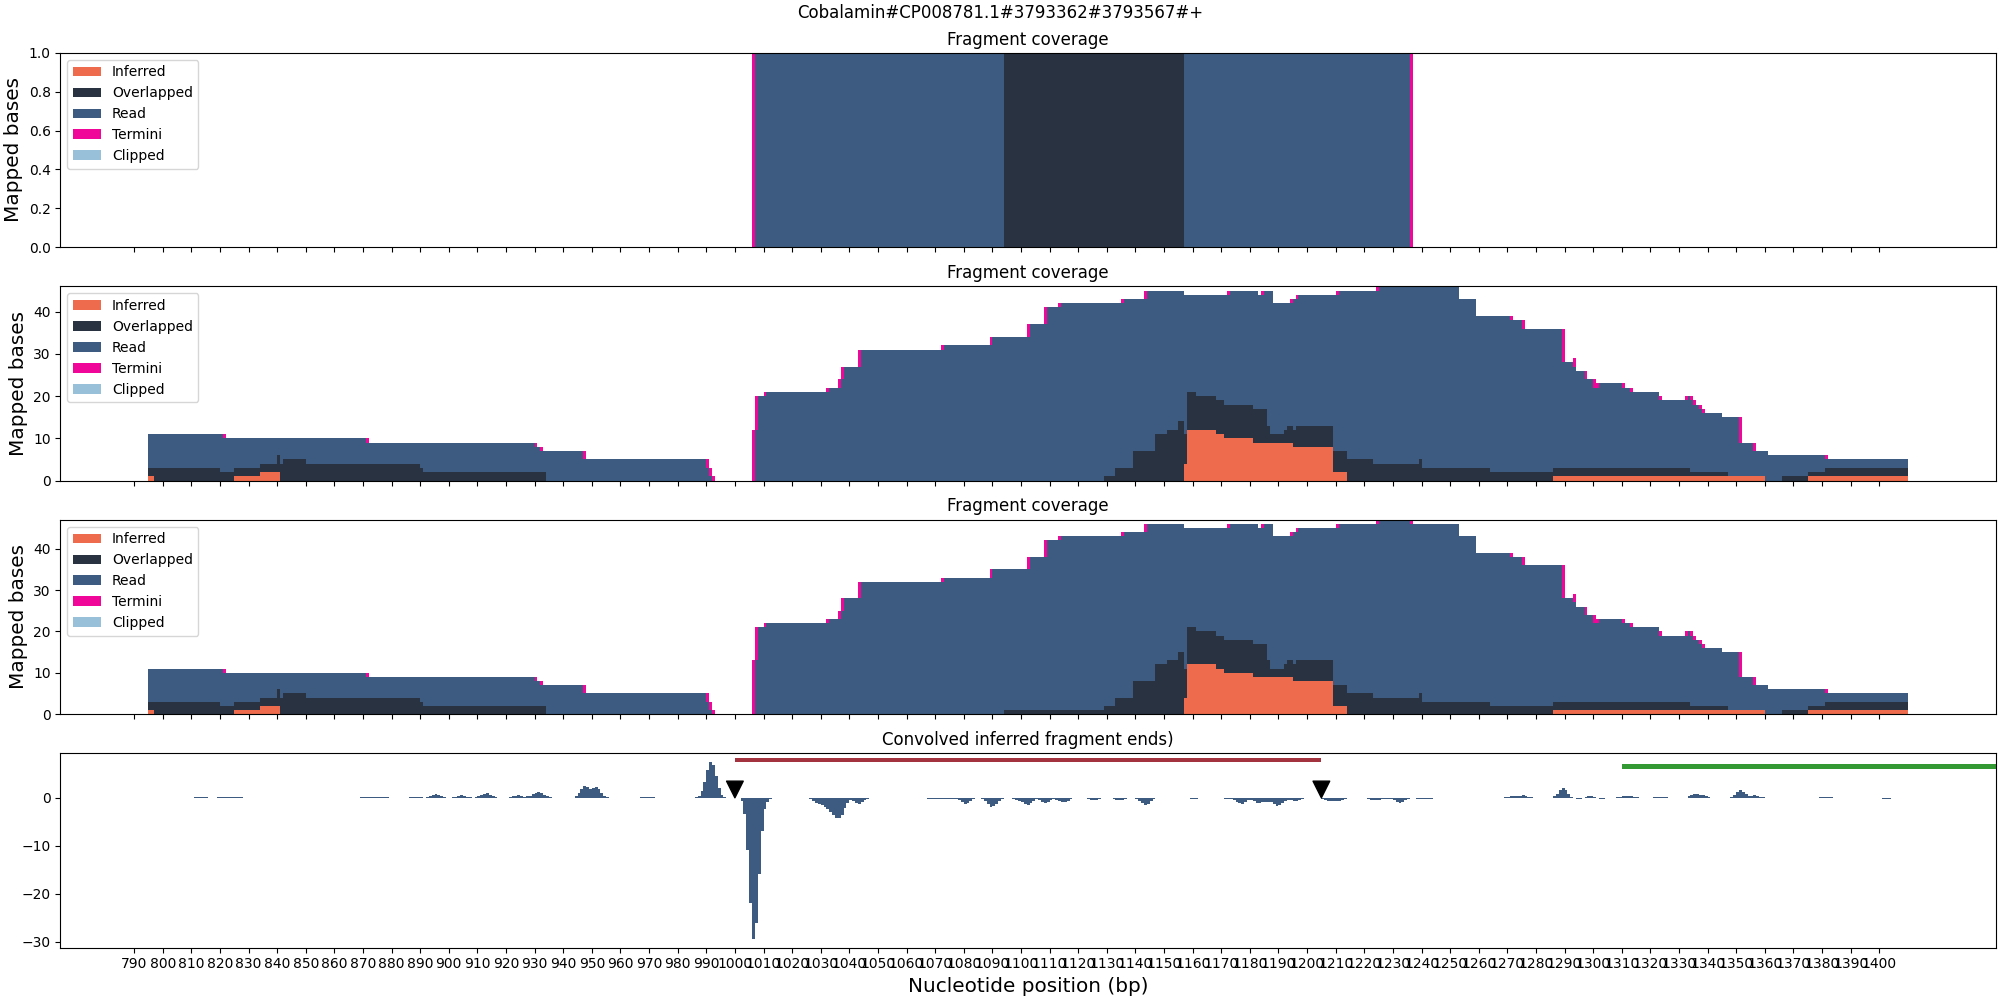 Cobalamin#CP008781.1#3793362#3793567#+
Fragment coverage
Mapped bases
1.0
0.8
0.6
0.4
0.2
0.0
Inferred
Overlapped
Read
Termini
Clipped
Fragment coverage
Mapped bases
40
30
20
10
0
Inferred
Overlapped
Read
Termini
Clipped
Fragment coverage
Mapped bases
40
30
20
10
0
Inferred
Overlapped
Read
Termini
Clipped
Convolved inferred fragment ends)
0
−10
−20
−30
790 800 810 820 830 840 850 860 870 880 890 900 910 920 930 940 950 960 970 980 990 1000 1010 1020 1030 1040 1050 1060 1070 1080 1090 1100 1110 1120 1130 1140 1150 1160 1170 1180 1190 1200 1210 1220 1230 1240 1250 1260 1270 1280 1290 1300 1310 1320 1330 1340 1350 1360 1370 1380 1390 1400
Nucleotide position (bp)